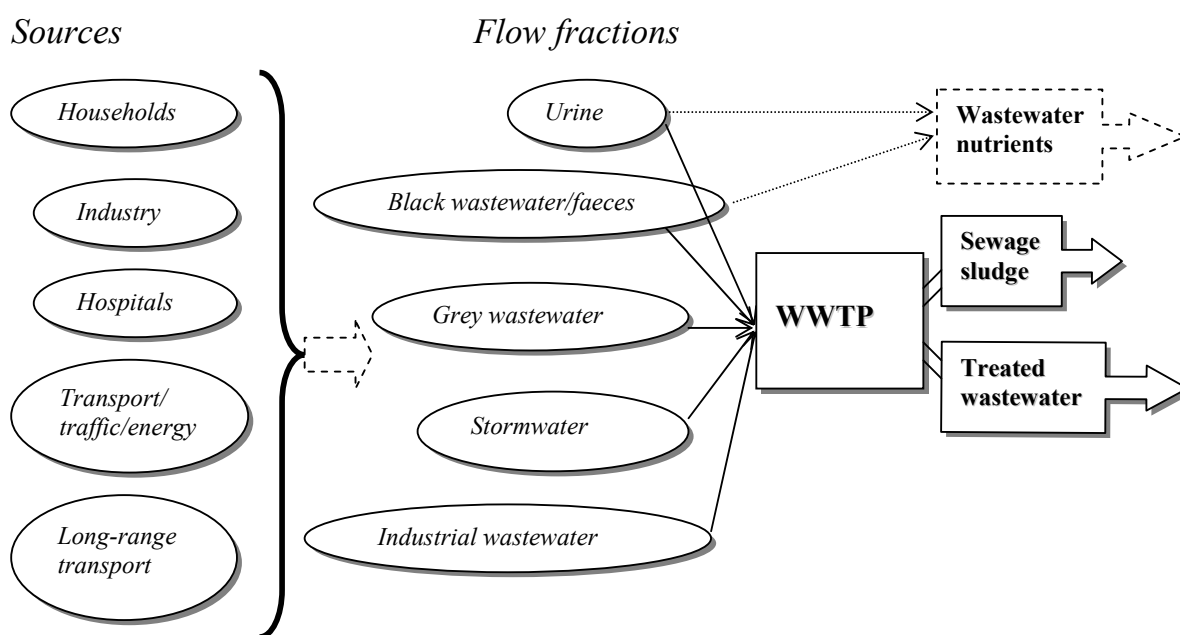 Sources
Flow fractions
Households
Industry
Hospitals
Transport/
traffic/energy
Long-range
transport
Urine
Black wastewater/faeces
Grey wastewater
Stormwater
Industrial wastewater
WWTP
Wastewater
nutrients
Sewage
sludge
Treated
wastewater